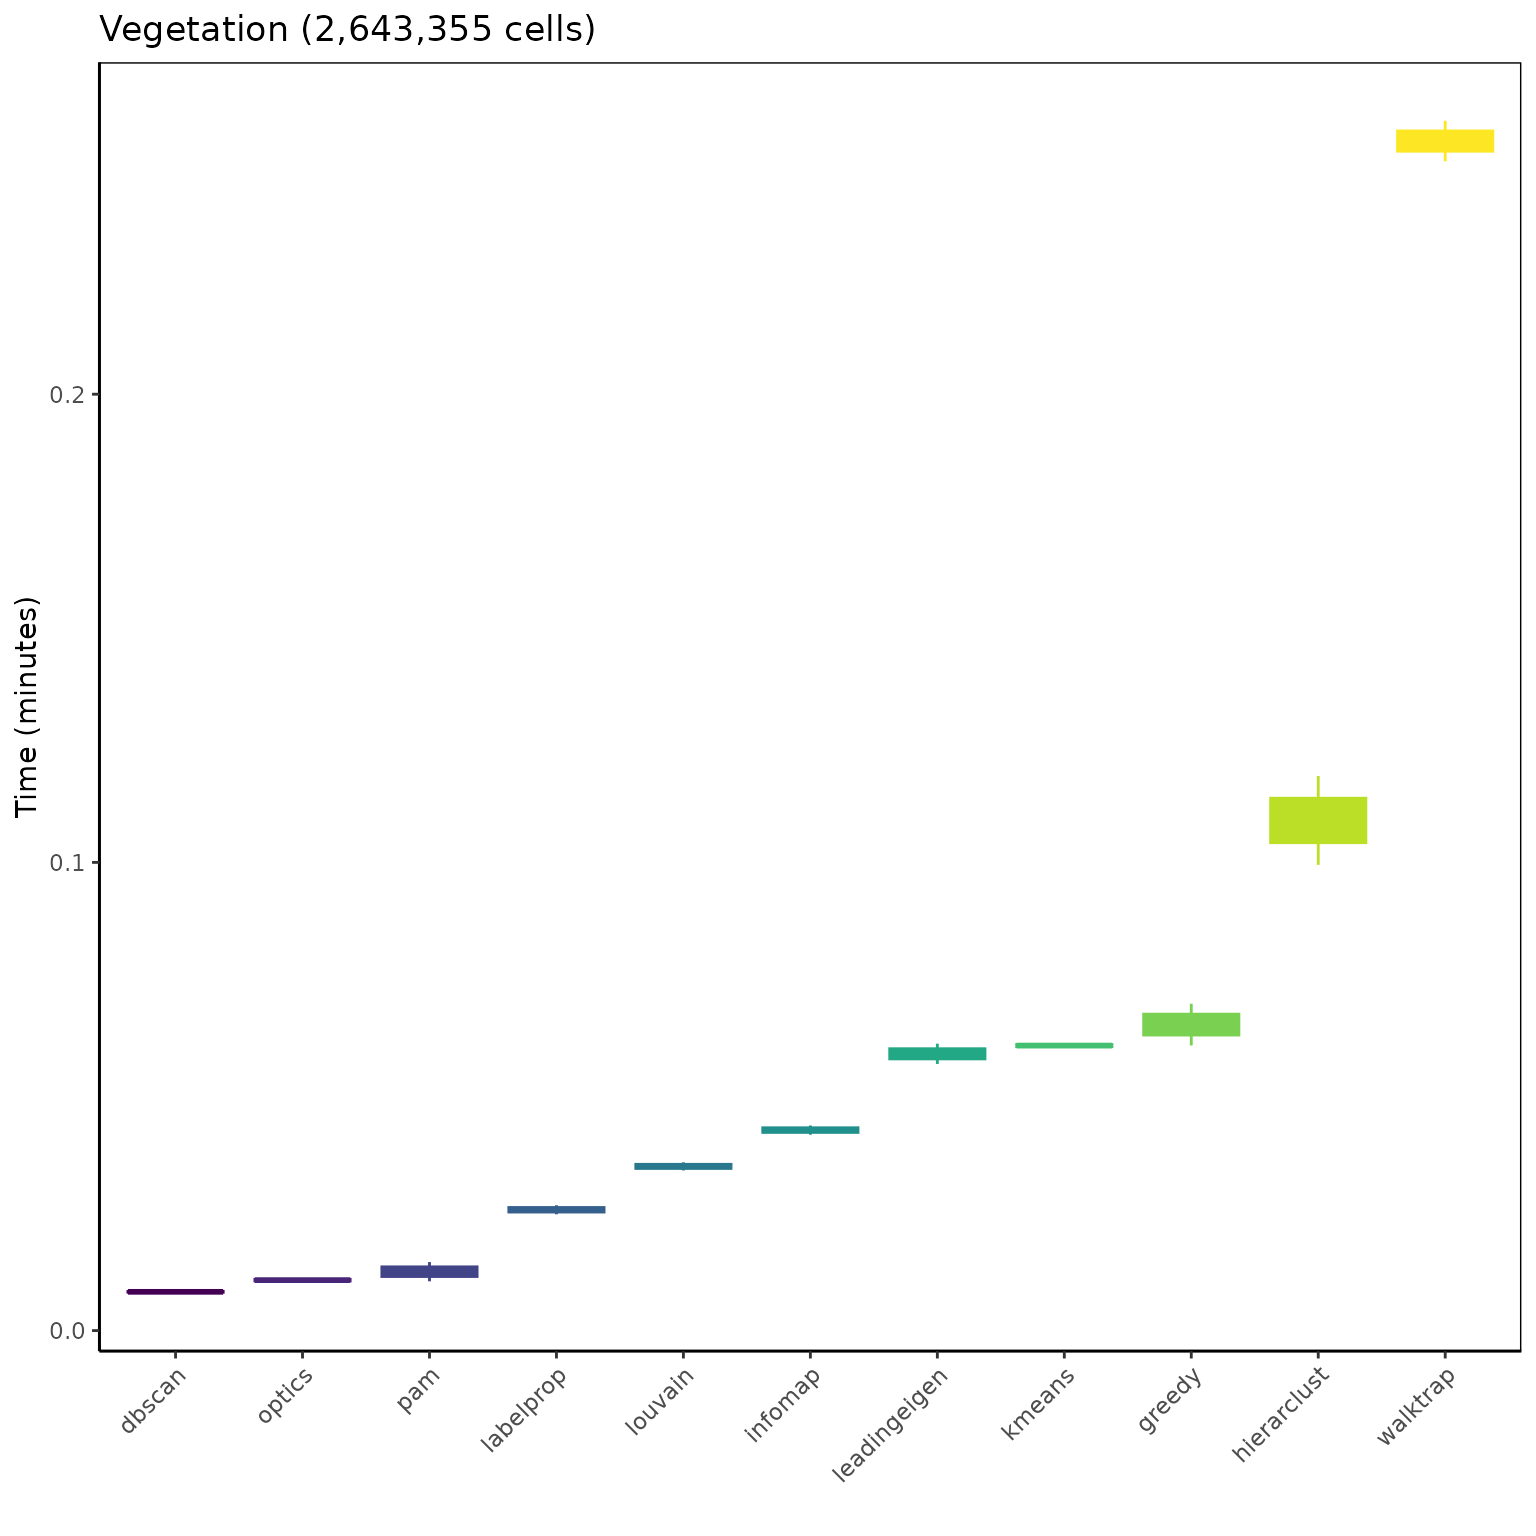 Vegetation (2,643,355 cells)
Time (minutes)
0.2
0.1
0.0
dbscan
optics
pam
labelprop
louvain
infomap
leadingeigen
kmeans
greedy
hierarclust
walktrap